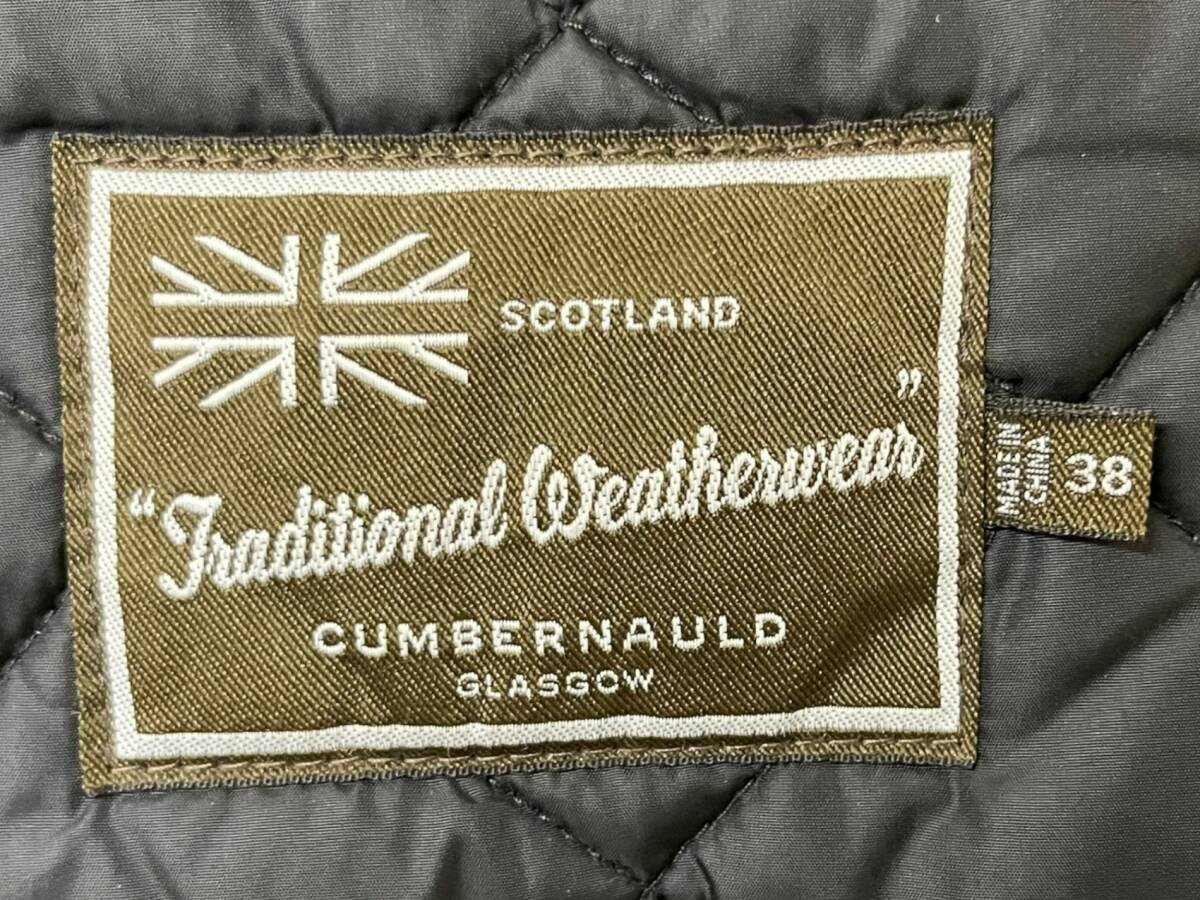 SCOTLAND
“Traditional Weatherwear”
CUMBERNAULD
GLASGOW
MADE IN
CHINA
38